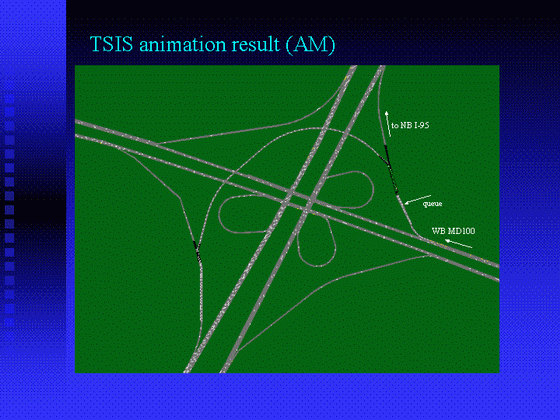 TSIS animation result (AM)
to NB I-95
queue
WB MD100